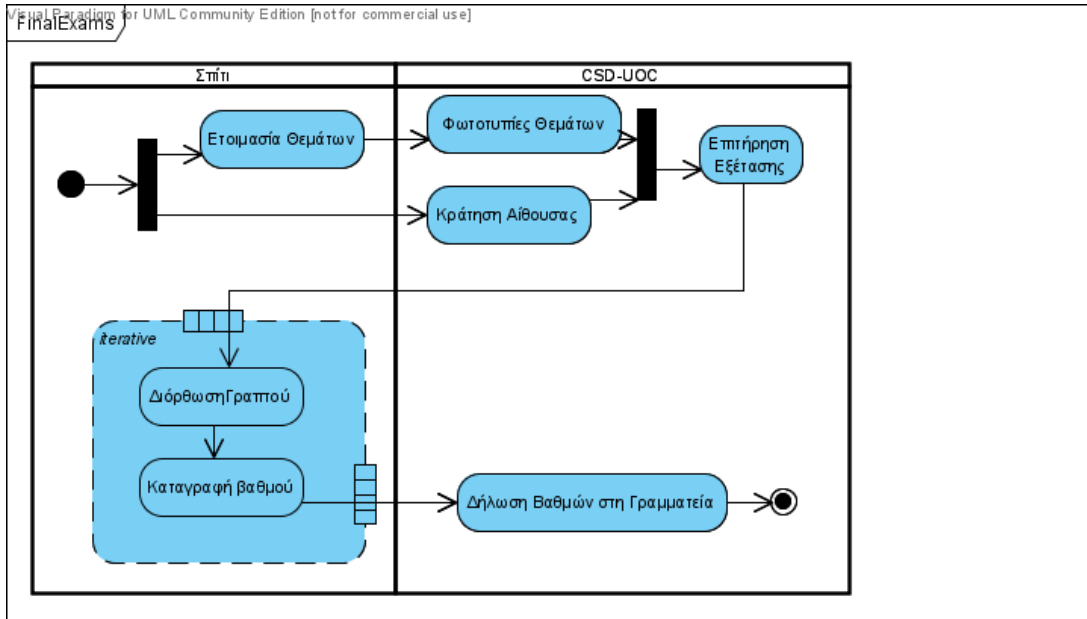 Visual Paradigm for UML Community Edition [not for commercial use]
FinalExams
Σπίτι
CSD-UOC
Ετοιμασία Θεμάτων
Φωτοτυπίες Θεμάτων
Επιτήρηση
Εξέτασης
Κράτηση Αίθουσας
iterative
ΔιόρθωσηΓραπτού
Καταγραφή βαθμού
Δήλωση Βαθμών στη Γραμματεία